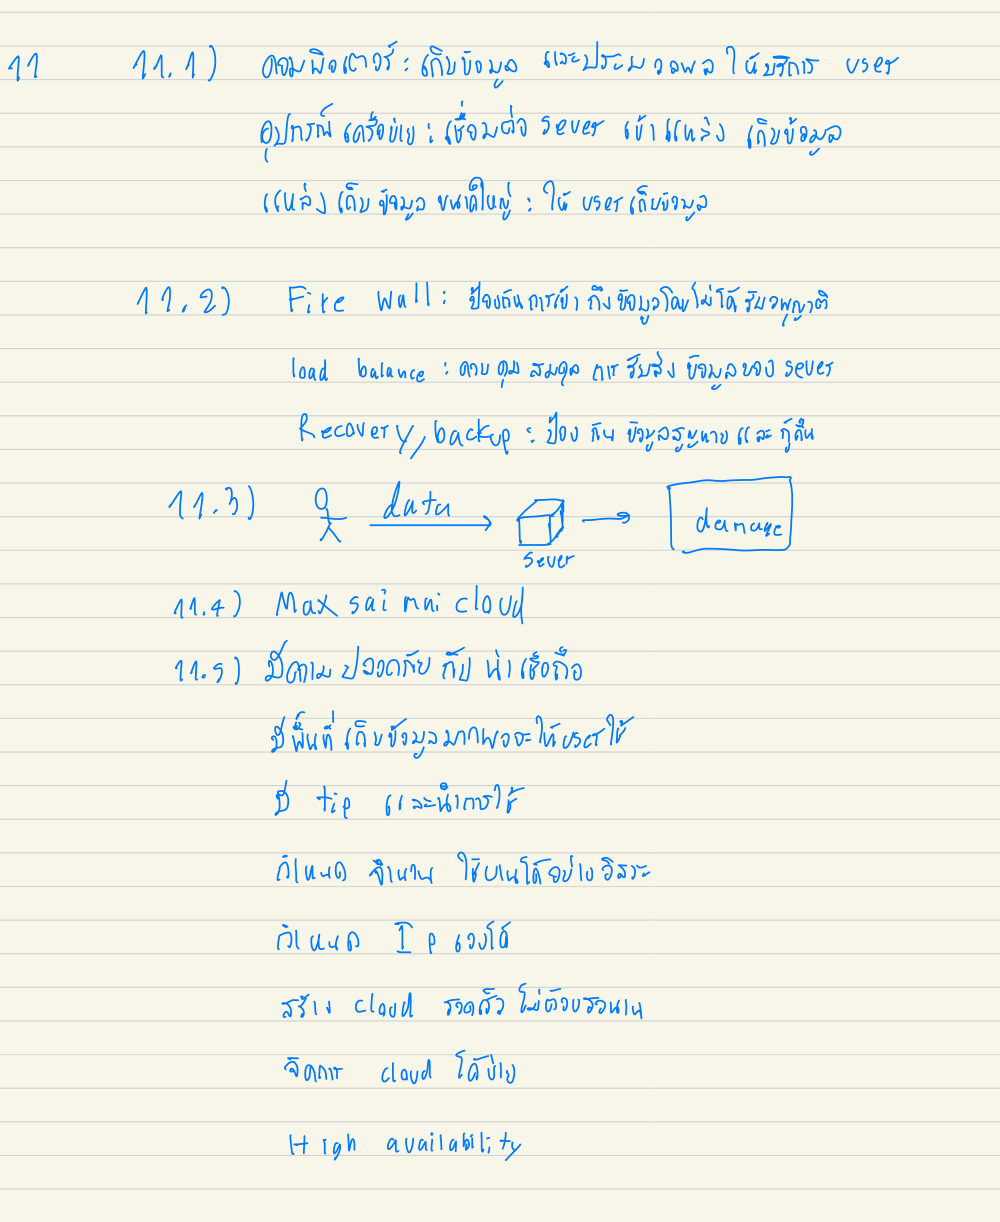 11 11.1) คอมพิวเตอร์ : เก็บข้อมูล และประมวลผล ให้บริการ user
อุปกรณ์ เครือข่าย : เชื่อมต่อ sever เข้า แหล่ง เก็บข้อมูล
แหล่ง เก็บ ข้อมูล ขนาดใหญ่ : ให้ user เก็บข้อมูล
11.2) Fire wall : ป้องกันการเข้า ถึง ข้อมูลโดยไม่ได้ รับอนุญาติ
load balance : ควบ คุม สมดุล การ รับส่ง ข้อมูล ของ sever
Recovery, backup : ป้อง กัน ข้อมูลสูญหาย และ กู้คืน
11.3) data sever damage
11.4) Max sai mai cloud
11.5) มีความ ปลอดภัย กับ น่า เชื่อถือ
มี พื้นที่ เก็บข้อมูลมากพอจะ ให้ user ใช้
มี tip และนำการใช้
กำหนด จำนวน ใช้งานได้อย่าง อิสระ
กำหนด Ip เองได้
สร้าง cloud รวดเร็ว ไม่ต้องรอนาน
จัดการ cloud ได้ง่าย
High availability